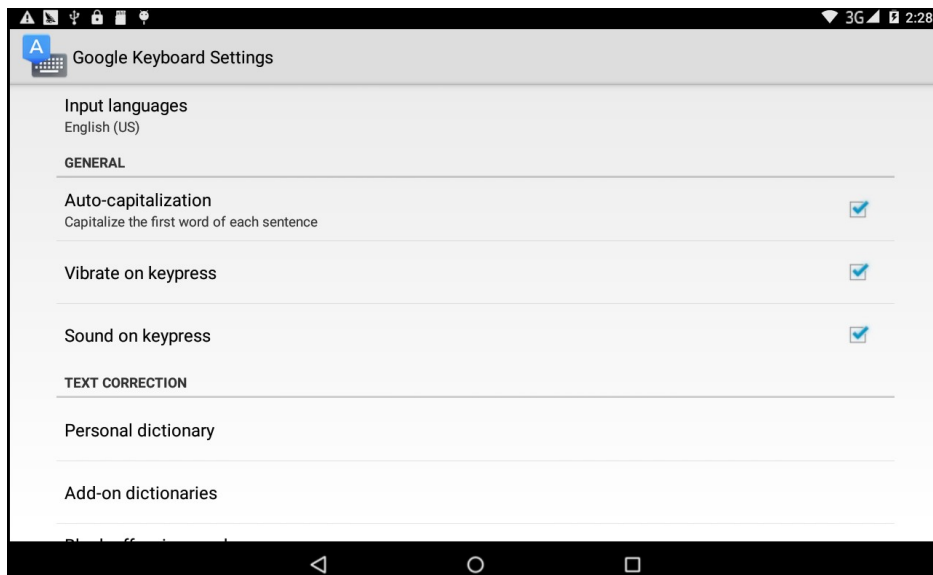 3G 2:28
A
Google Keyboard Settings
Input languages
English (US)
GENERAL
Auto-capitalization
Capitalize the first word of each sentence
Vibrate on keypress
Sound on keypress
TEXT CORRECTION
Personal dictionary
Add-on dictionaries